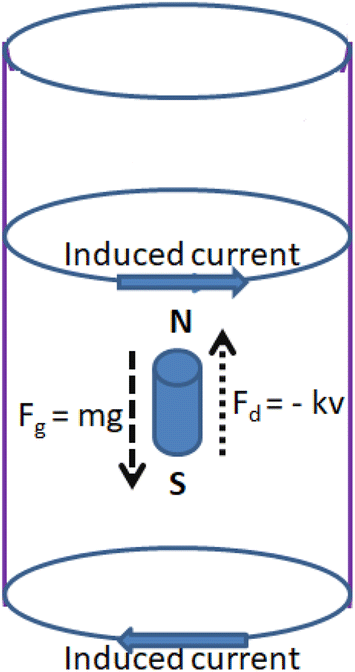 Induced current
N
Fg = mg
Fd = - kv
S
Induced current